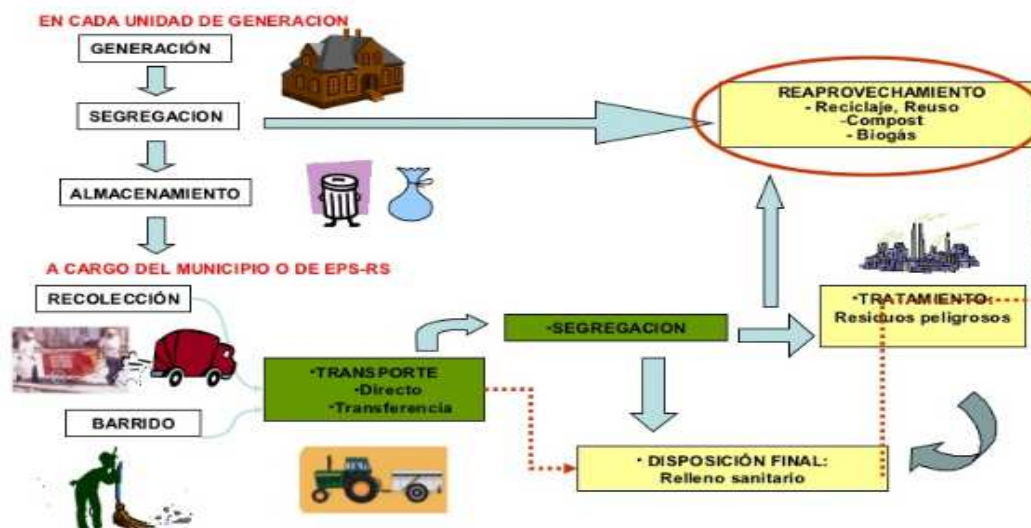 EN CADA UNIDAD DE GENERACION
GENERACIÓN
SEGREGACION
ALMACENAMIENTO
REAPROVECHAMIENTO
- Reciclaje, Reuso
-Compost
- Biogás
A CARGO DEL MUNICIPIO O DE EPS-RS
RECOLECCIÓN
•SEGREGACION
•TRATAMIENTO:
Residuos peligrosos
•TRANSPORTE
•Directo
•Transferencia
BARRIDO
• DISPOSICIÓN FINAL:
Relleno sanitario